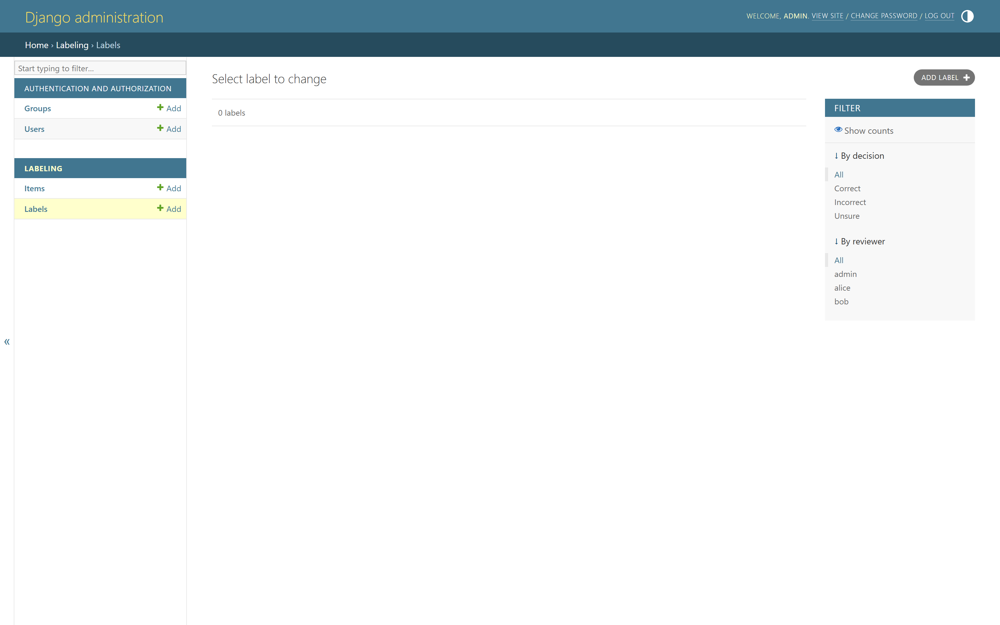 Django administration
WELCOME, ADMIN. VIEW SITE / CHANGE PASSWORD / LOG OUT
Home › Labeling › Labels
Start typing to filter...
AUTHENTICATION AND AUTHORIZATION
Groups Add
Users Add
LABELING
Items Add
Labels Add
«
Select label to change
ADD LABEL
0 labels
FILTER
Show counts
↓ By decision
All
Correct
Incorrect
Unsure
↓ By reviewer
All
admin
alice
bob